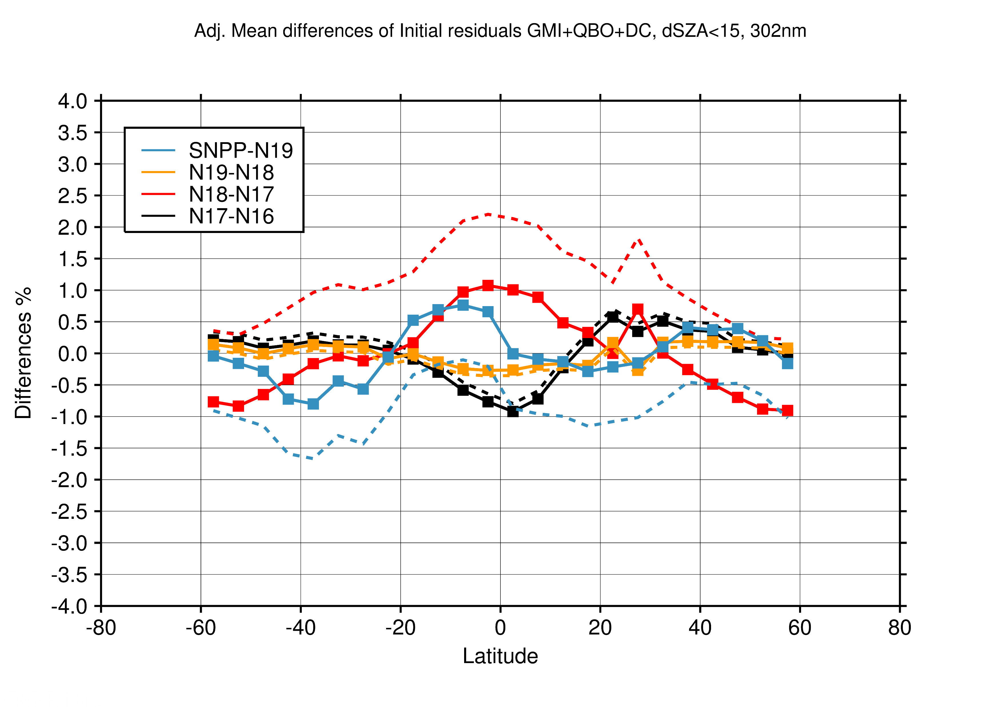 Adj. Mean differences of Initial residuals GMI+QBO+DC, dSZA<15, 302nm
4.0
3.5
3.0
2.5
2.0
1.5
1.0
0.5
0.0
-0.5
-1.0
-1.5
-2.0
-2.5
-3.0
-3.5
-4.0
SNPP-N19
N19-N18
N18-N17
N17-N16
Differences %
-80 -60 -40 -20 0 20 40 60 80
Latitude